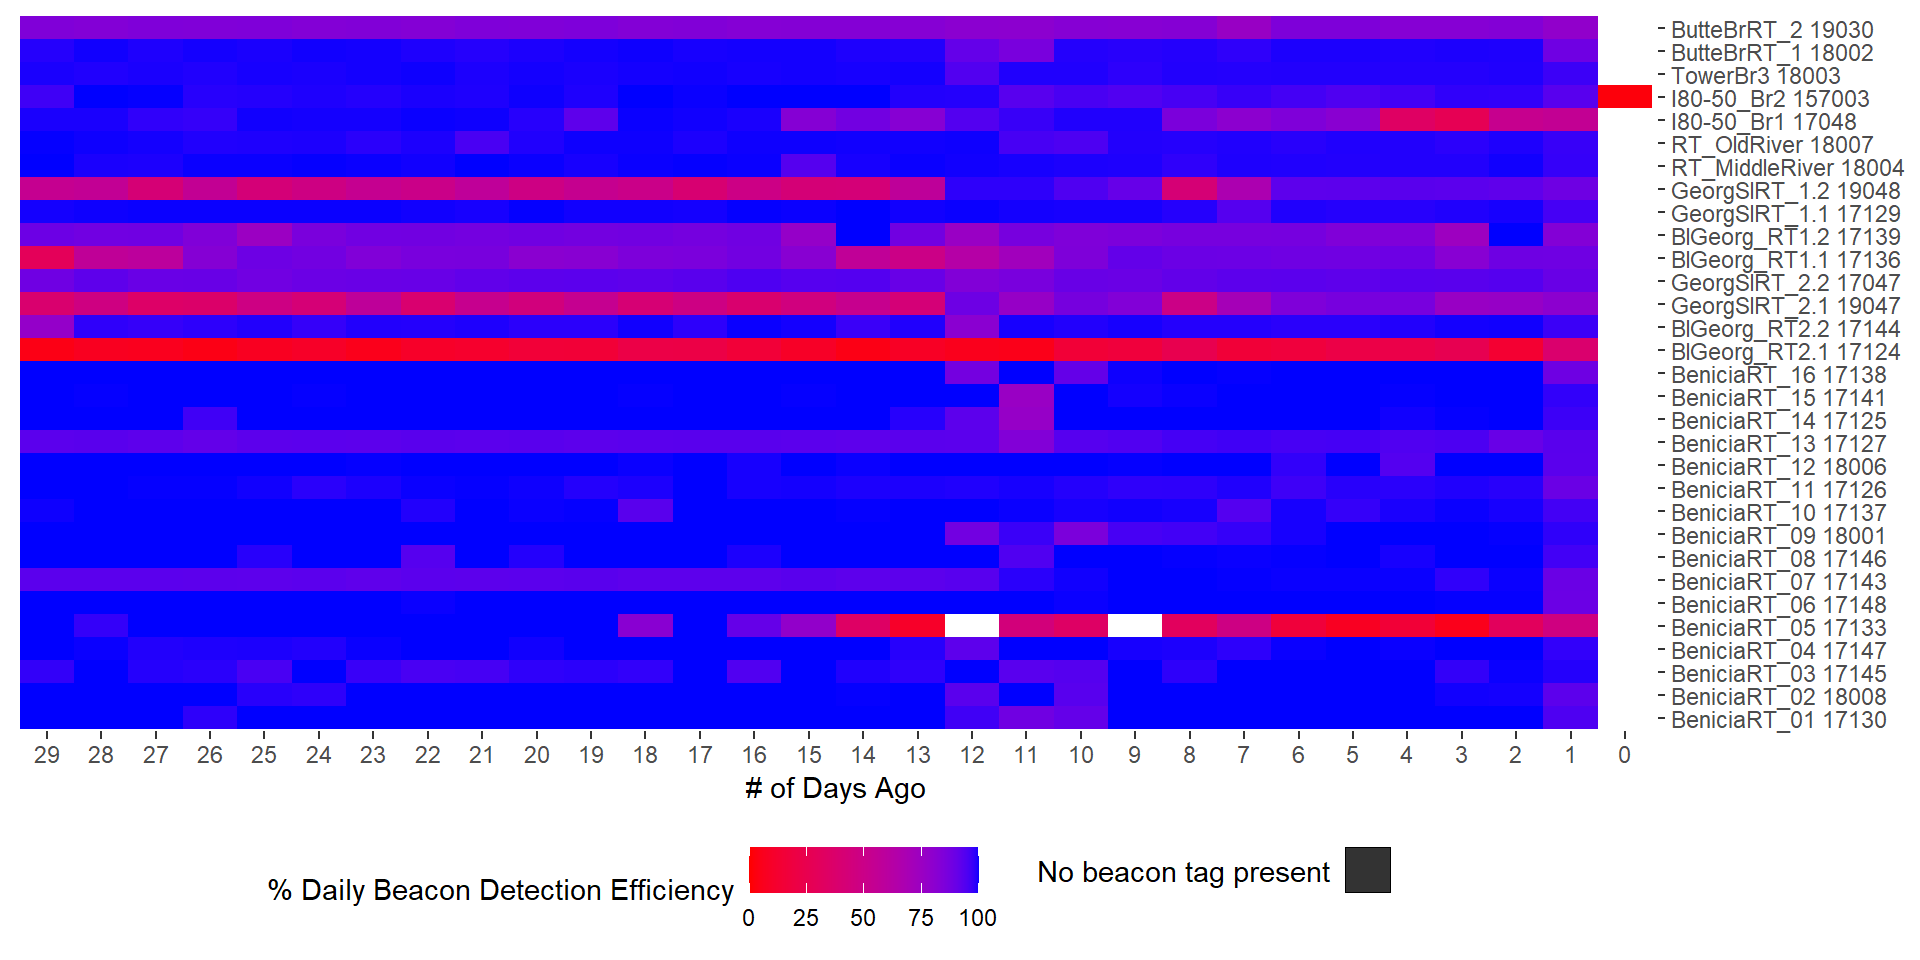 ButteBrRT_2 19030
ButteBrRT_1 18002
TowerBr3 18003
I80-50_Br2 157003
I80-50_Br1 17048
RT_OldRiver 18007
RT_MiddleRiver 18004
GeorgSlRT_1.2 19048
GeorgSlRT_1.1 17129
BlGeorg_RT1.2 17139
BlGeorg_RT1.1 17136
GeorgSlRT_2.2 17047
GeorgSlRT_2.1 19047
BlGeorg_RT2.2 17144
BlGeorg_RT2.1 17124
BeniciaRT_16 17138
BeniciaRT_15 17141
BeniciaRT_14 17125
BeniciaRT_13 17127
BeniciaRT_12 18006
BeniciaRT_11 17126
BeniciaRT_10 17137
BeniciaRT_09 18001
BeniciaRT_08 17146
BeniciaRT_07 17143
BeniciaRT_06 17148
BeniciaRT_05 17133
BeniciaRT_04 17147
BeniciaRT_03 17145
BeniciaRT_02 18008
BeniciaRT_01 17130
29 28 27 26 25 24 23 22 21 20 19 18 17 16 15 14 13 12 11 10 9 8 7 6 5 4 3 2 1 0
# of Days Ago
% Daily Beacon Detection Efficiency
0 25 50 75 100
No beacon tag present